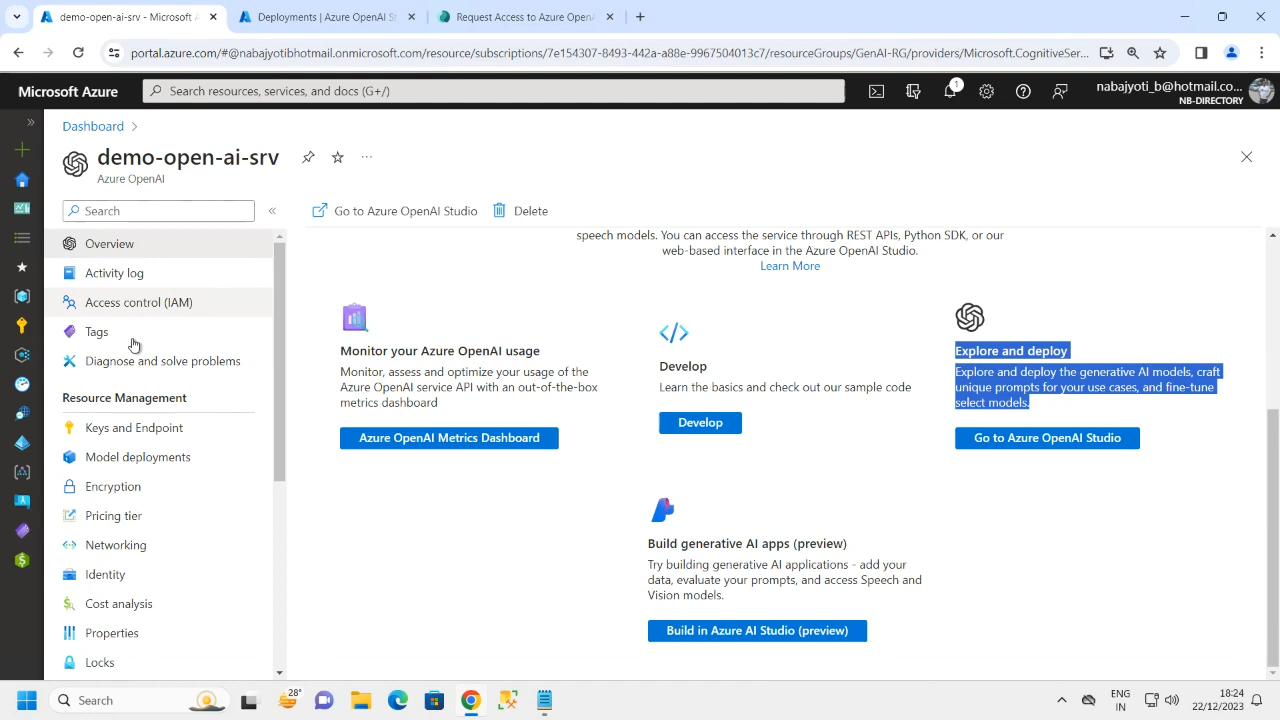 demo-open-ai-srv - Microsoft A
Deployments | Azure OpenAI St
Request Access to Azure OpenA
portal.azure.com/#@nabajyotibhotmail.onmicrosoft.com/resource/subscriptions/7e154307-8493-442a-a88e-9967504013c7/resourceGroups/GenAI-RG/providers/Microsoft.CognitiveSer...
Microsoft Azure
Search resources, services, and docs (G+/)
1
nabajyoti_b@hotmail.co...
NB-DIRECTORY
Dashboard >
demo-open-ai-srv
Azure OpenAI
Search
Go to Azure OpenAI Studio
Delete
Overview
Activity log
Access control (IAM)
Tags
Diagnose and solve problems
Resource Management
Keys and Endpoint
Model deployments
Encryption
Pricing tier
Networking
Identity
Cost analysis
Properties
Locks
speech models. You can access the service through REST APIs, Python SDK, or our
web-based interface in the Azure OpenAI Studio.
Learn More
Monitor your Azure OpenAI usage
Monitor, assess and optimize your usage of the
Azure OpenAI service API with an out-of-the-box
metrics dashboard
Azure OpenAI Metrics Dashboard
Develop
Learn the basics and check out our sample code
Develop
Explore and deploy
Explore and deploy the generative AI models, craft
unique prompts for your use cases, and fine-tune
select models.
Go to Azure OpenAI Studio
Build generative AI apps (preview)
Try building generative AI applications - add your
data, evaluate your prompts, and access Speech and
Vision models.
Build in Azure AI Studio (preview)
Search
28°
ENG
IN
18:24
22/12/2023